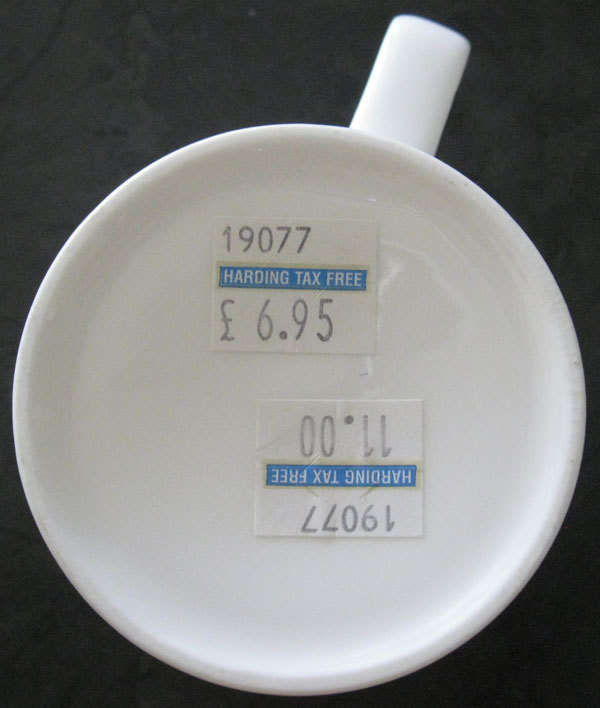 19077
HARDING TAX FREE
£ 6.95
19077
HARDING TAX FREE
11.00